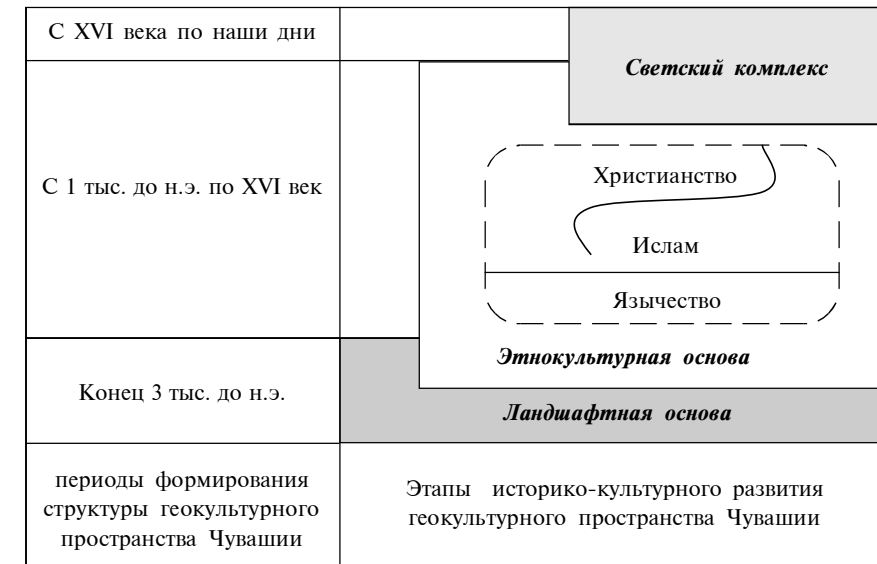 С XVI века по наши дни
Светский комплекс
С 1 тыс. до н.э. по XVI век
Христианство
Ислам
Язычество
Этнокультурная основа
Конец 3 тыс. до н.э.
Ландшафтная основа
периоды формирования
структуры геокультурного
пространства Чувашии
Этапы историко-культурного развития
геокультурного пространства Чувашии